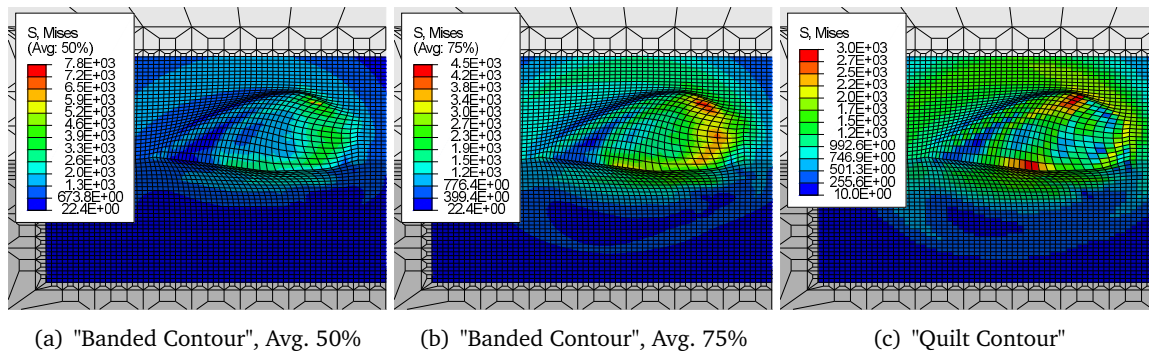 S, Mises
(Avg: 50%)
7.8E+03
7.2E+03
6.5E+03
5.9E+03
5.2E+03
4.6E+03
3.9E+03
3.3E+03
2.6E+03
2.0E+03
1.3E+03
673.8E+00
22.4E+00
S, Mises
(Avg: 75%)
4.5E+03
4.2E+03
3.8E+03
3.4E+03
3.0E+03
2.7E+03
2.3E+03
1.9E+03
1.5E+03
1.2E+03
776.4E+00
399.4E+00
22.4E+00
S, Mises
3.0E+03
2.7E+03
2.5E+03
2.2E+03
2.0E+03
1.7E+03
1.5E+03
1.2E+03
992.6E+00
746.9E+00
501.3E+00
255.6E+00
10.0E+00
(a) "Banded Contour", Avg. 50%
(b) "Banded Contour", Avg. 75%
(c) "Quilt Contour"